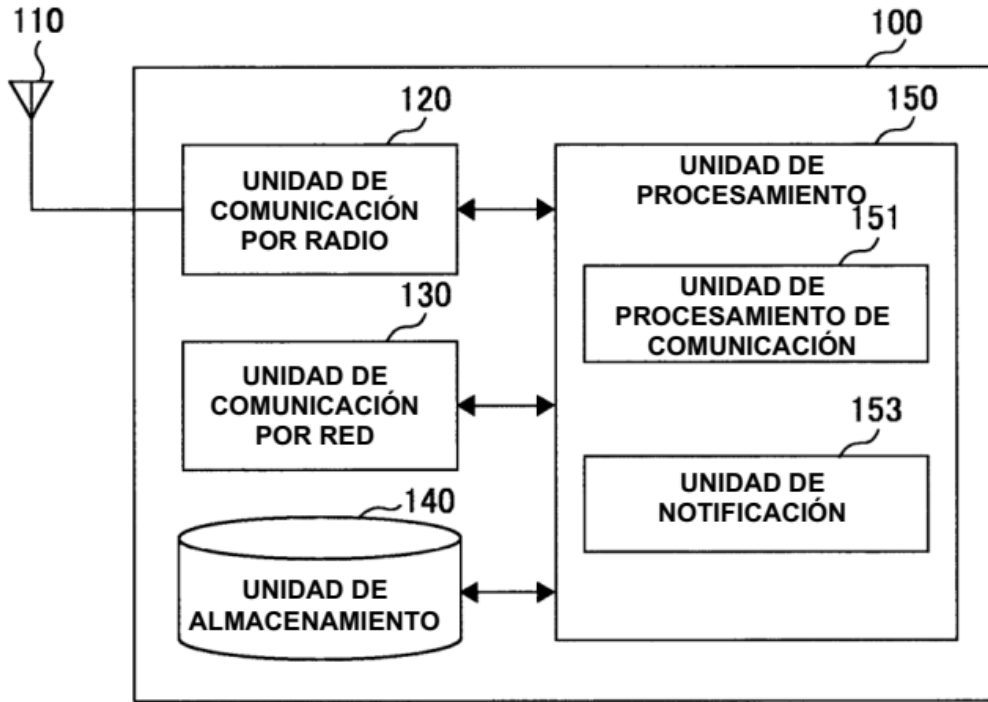 110
100
120
UNIDAD DE
COMUNICACIÓN
POR RADIO
130
UNIDAD DE
COMUNICACIÓN
POR RED
140
UNIDAD DE
ALMACENAMIENTO
150
UNIDAD DE
PROCESAMIENTO
151
UNIDAD DE
PROCESAMIENTO DE
COMUNICACIÓN
153
UNIDAD DE
NOTIFICACIÓN